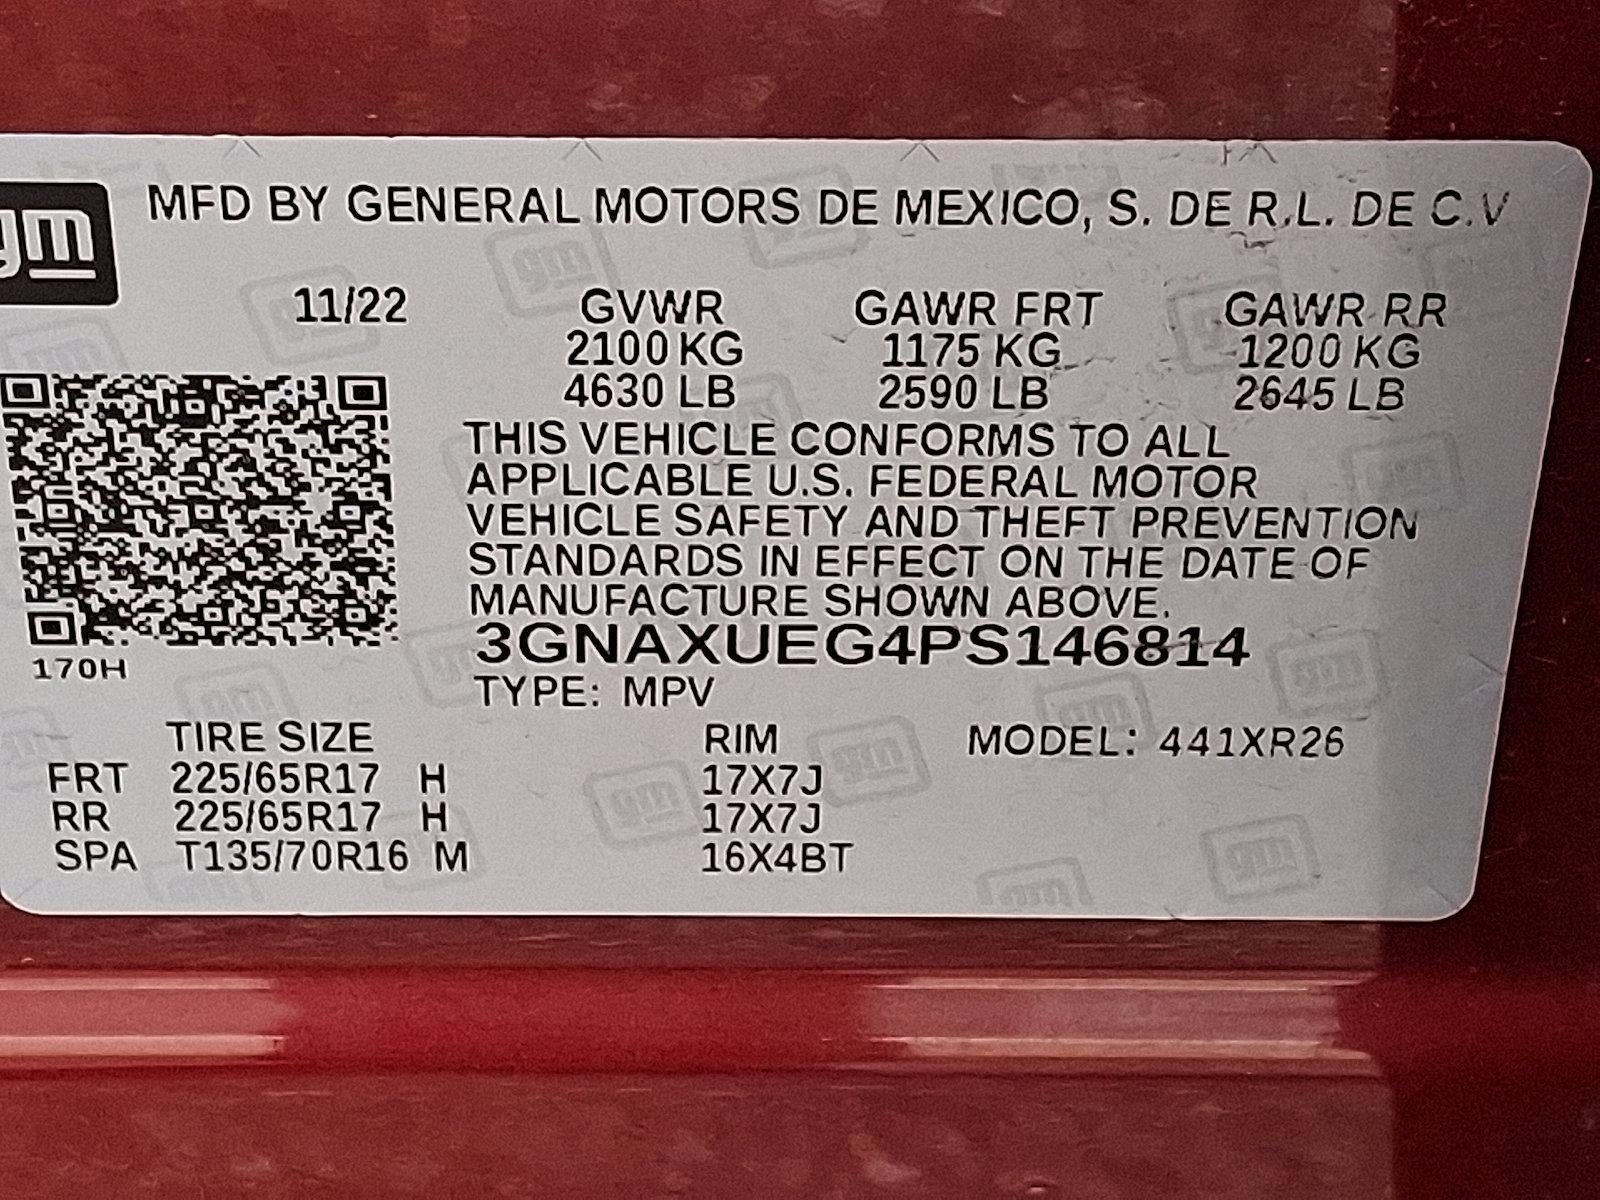 gm MFD BY GENERAL MOTORS DE MEXICO, S. DE R.L. DE C.V
11/22 GVWR GAWR FRT GAWR RR
2100 KG 1175 KG 1200 KG
4630 LB 2590 LB 2645 LB
THIS VEHICLE CONFORMS TO ALL
APPLICABLE U.S. FEDERAL MOTOR
VEHICLE SAFETY AND THEFT PREVENTION
STANDARDS IN EFFECT ON THE DATE OF
MANUFACTURE SHOWN ABOVE.
3GNAXUEG4PS146814
170H
TYPE: MPV
TIRE SIZE RIM MODEL: 441XR26
FRT 225/65R17 H 17X7J
RR 225/65R17 H 17X7J
SPA T135/70R16 M 16X4BT